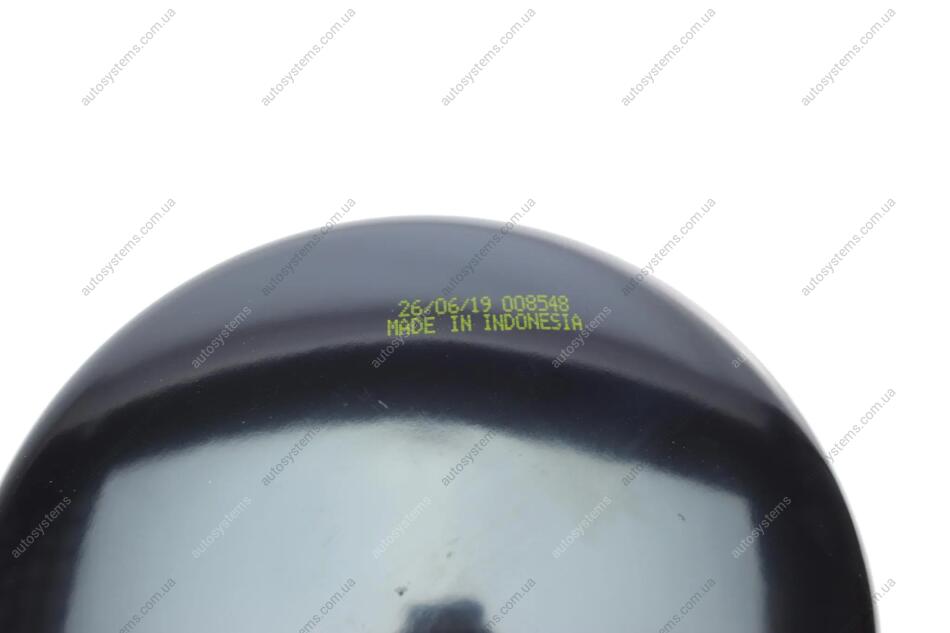 26/06/19 008548
MADE IN INDONESIA
autosystems.com.ua